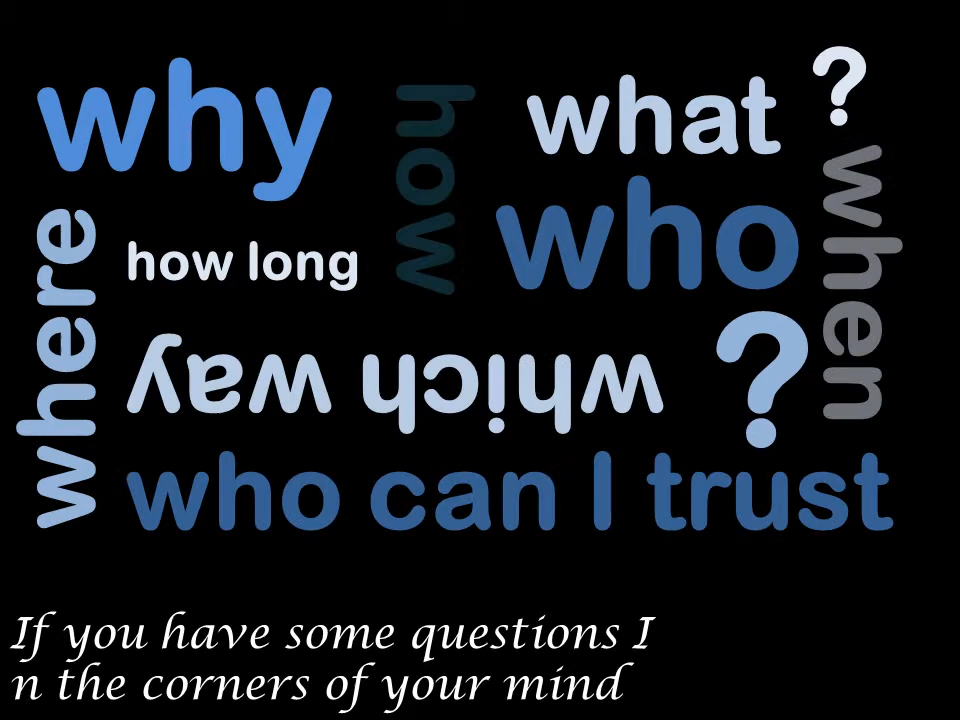 why
how
what
?
when
where
how long
who
which way
?
who can I trust
If you have some questions I
n the corners of your mind